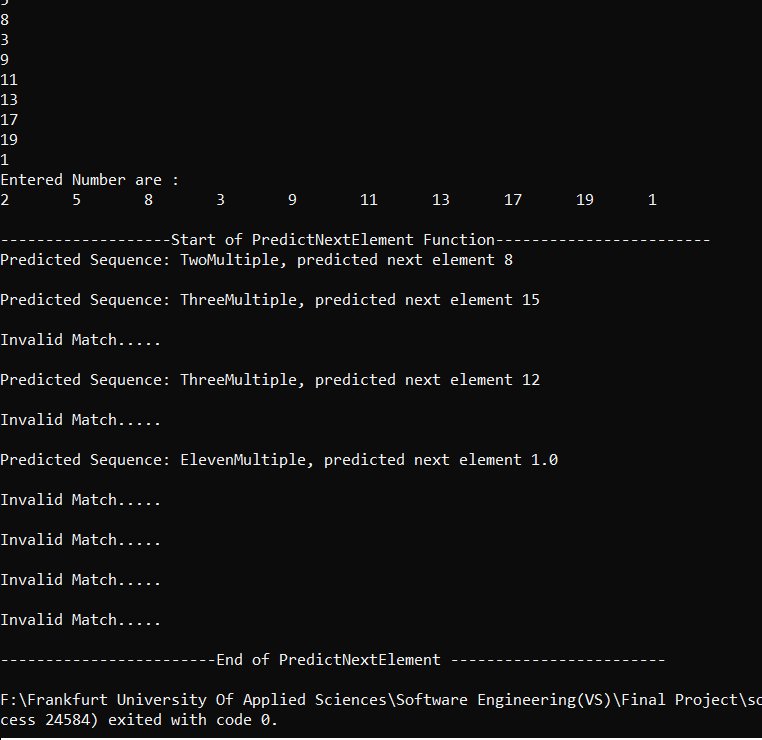 8
3
9
11
13
17
19
1
Entered Number are :
2 5 8 3 9 11 13 17 19 1
-------------------Start of PredictNextElement Function------------------------
Predicted Sequence: TwoMultiple, predicted next element 8
Predicted Sequence: ThreeMultiple, predicted next element 15
Invalid Match.....
Predicted Sequence: ThreeMultiple, predicted next element 12
Invalid Match.....
Predicted Sequence: ElevenMultiple, predicted next element 1.0
Invalid Match.....
Invalid Match.....
Invalid Match.....
Invalid Match.....
------------------------End of PredictNextElement ------------------------
F:\Frankfurt University Of Applied Sciences\Software Engineering(VS)\Final Project\
cess 24584) exited with code 0.